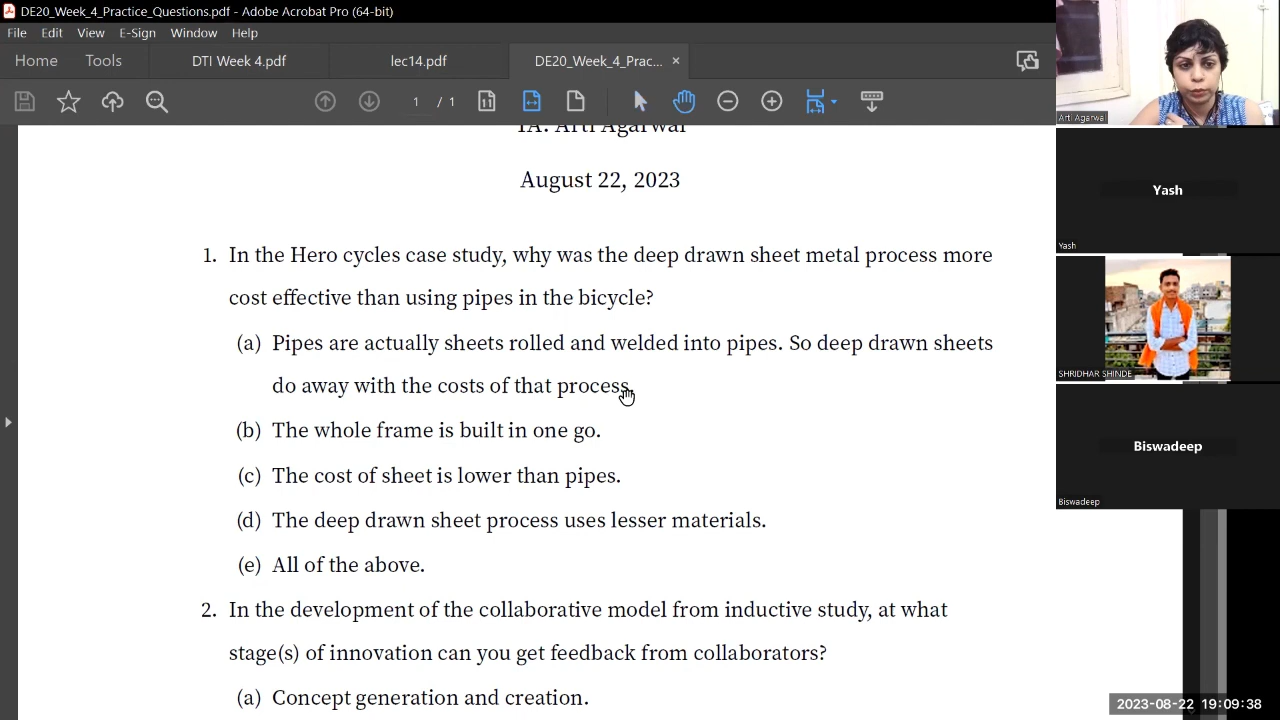 DE20_Week_4_Practice_Questions.pdf - Adobe Acrobat Pro (64-bit)
File Edit View E-Sign Window Help
Home Tools DTI Week 4.pdf lec14.pdf DE20_Week_4_Prac... ×
1 / 1
TA: Arti Agarwal
August 22, 2023
1. In the Hero cycles case study, why was the deep drawn sheet metal process more
cost effective than using pipes in the bicycle?
(a) Pipes are actually sheets rolled and welded into pipes. So deep drawn sheets
do away with the costs of that process.
(b) The whole frame is built in one go.
(c) The cost of sheet is lower than pipes.
(d) The deep drawn sheet process uses lesser materials.
(e) All of the above.
2. In the development of the collaborative model from inductive study, at what
stage(s) of innovation can you get feedback from collaborators?
(a) Concept generation and creation.
Arti Agarwal
Yash
Yash
SHRIDHAR SHINDE
Biswadeep
Biswadeep
2023-08-22 19:09:38